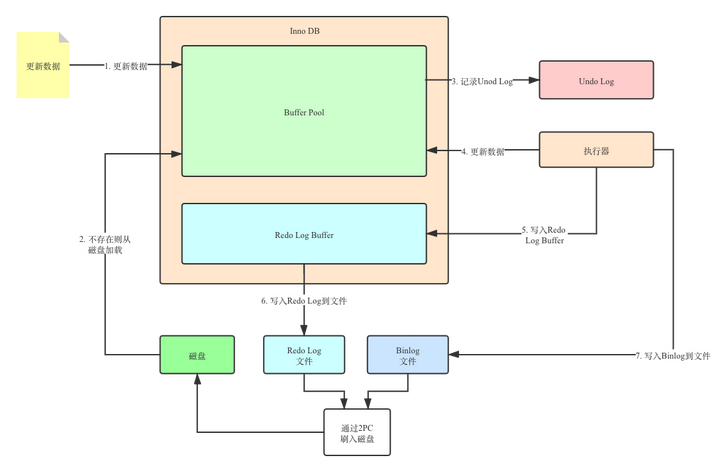 Inno DB
更新数据
1. 更新数据
Buffer Pool
3. 记录Unod Log
Undo Log
4. 更新数据
执行器
2. 不存在则从
磁盘加载
Redo Log Buffer
5. 写入Redo
Log Buffer
6. 写入Redo Log到文件
磁盘
Redo Log
文件
Binlog
文件
7. 写入Binlog到文件
通过2PC
刷入磁盘